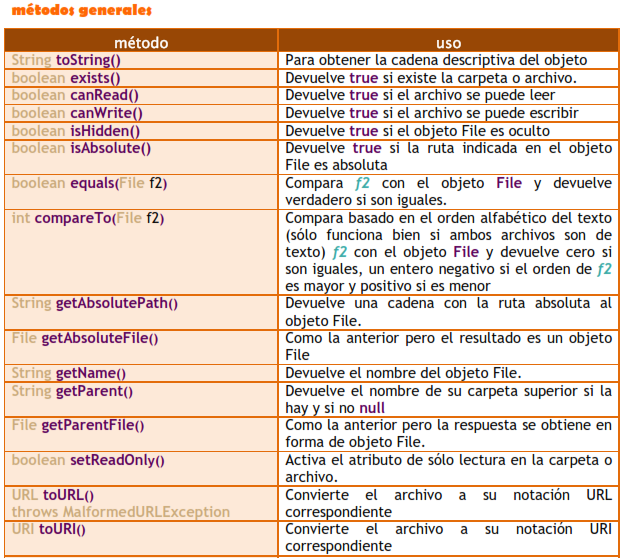 métodos generales
método uso
String toString() Para obtener la cadena descriptiva del objeto
boolean exists() Devuelve true si existe la carpeta o archivo.
boolean canRead() Devuelve true si el archivo se puede leer
boolean canWrite() Devuelve true si el archivo se puede escribir
boolean isHidden() Devuelve true si el objeto File es oculto
boolean isAbsolute() Devuelve true si la ruta indicada en el objeto
File es absoluta
boolean equals(File f2) Compara f2 con el objeto File y devuelve
verdadero si son iguales.
int compareTo(File f2) Compara basado en el orden alfabético del texto
(sólo funciona bien si ambos archivos son de
texto) f2 con el objeto File y devuelve cero si
son iguales, un entero negativo si el orden de f2
es mayor y positivo si es menor
String getAbsolutePath() Devuelve una cadena con la ruta absoluta al
objeto File.
File getAbsoluteFile() Como la anterior pero el resultado es un objeto
File
String getName() Devuelve el nombre del objeto File.
String getParent() Devuelve el nombre de su carpeta superior si la
hay y si no null
File getParentFile() Como la anterior pero la respuesta se obtiene en
forma de objeto File.
boolean setReadOnly() Activa el atributo de sólo lectura en la carpeta o
archivo.
URL toURL() Convierte el archivo a su notación URL
throws MalformedURLException correspondiente
URI toURI() Convierte el archivo a su notación URI
correspondiente